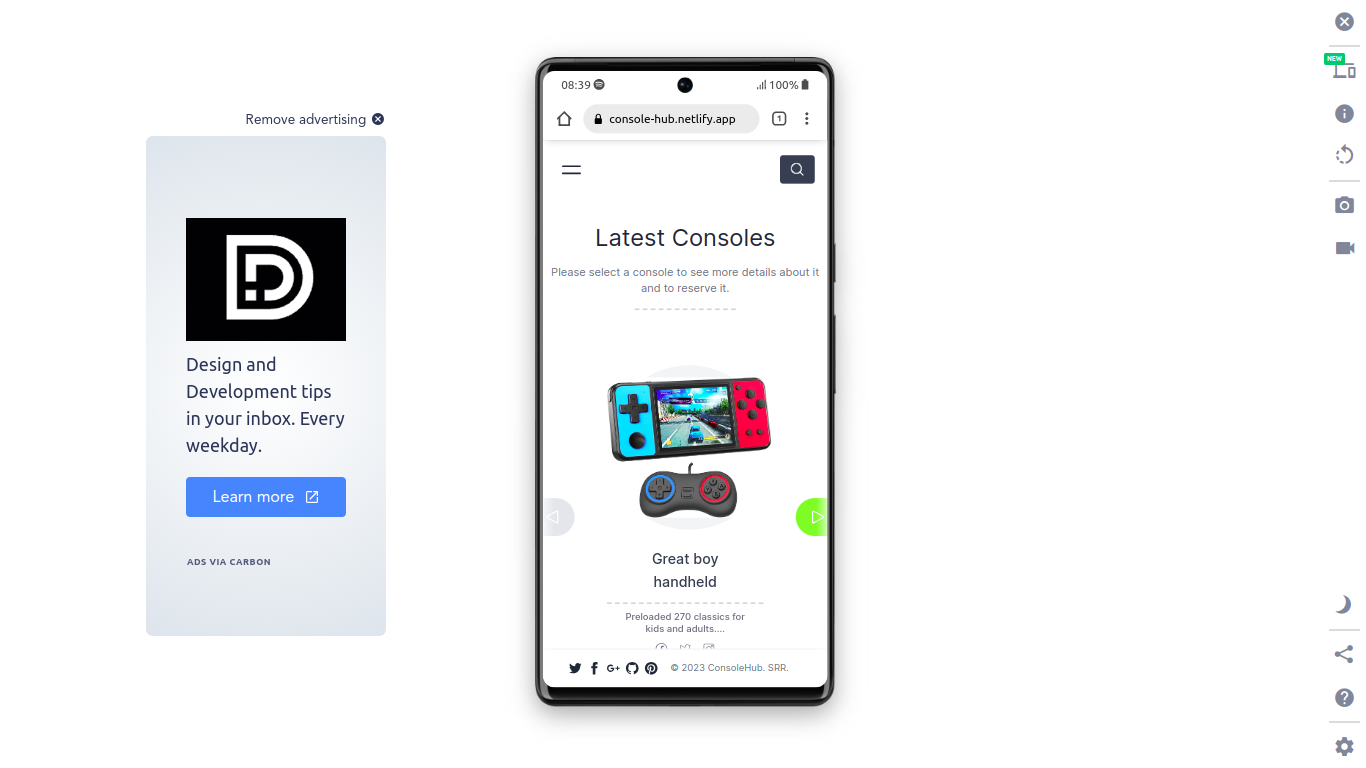 Remove advertising
Design and
Development tips
in your inbox. Every
weekday.
Learn more
ADS VIA CARBON
08:39
100%
console-hub.netlify.app
1
Latest Consoles
Please select a console to see more details about it
and to reserve it.
Great boy
handheld
Preloaded 270 classics for
kids and adults....
© 2023 ConsoleHub. SRR.
NEW